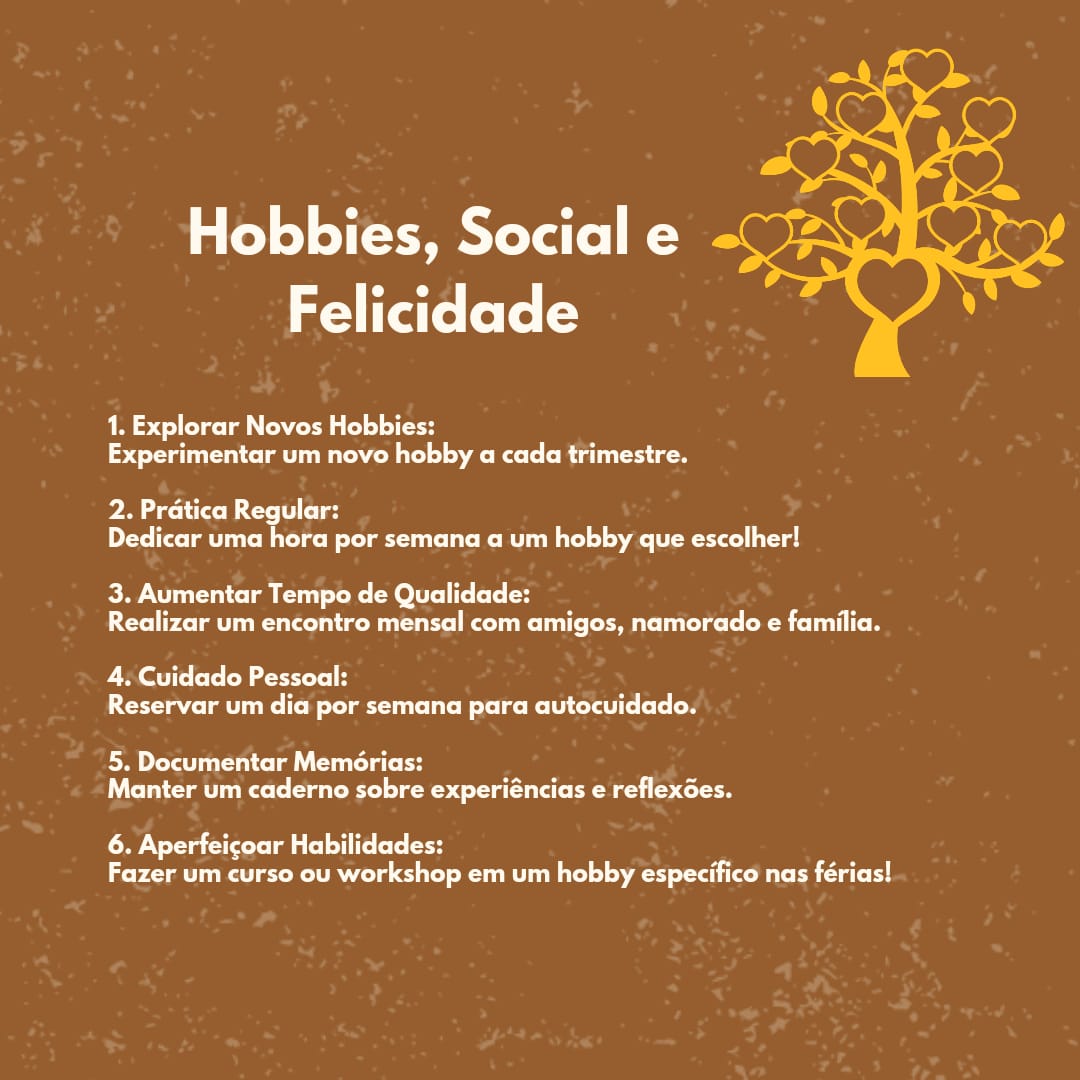 Hobbies, Social e
Felicidade
1. Explorar Novos Hobbies:
Experimentar um novo hobby a cada trimestre.
2. Prática Regular:
Dedicar uma hora por semana a um hobby que escolher!
3. Aumentar Tempo de Qualidade:
Realizar um encontro mensal com amigos, namorado e família.
4. Cuidado Pessoal:
Reservar um dia por semana para autocuidado.
5. Documentar Memórias:
Manter um caderno sobre experiências e reflexões.
6. Aperfeiçoar Habilidades:
Fazer um curso ou workshop em um hobby específico nas férias!